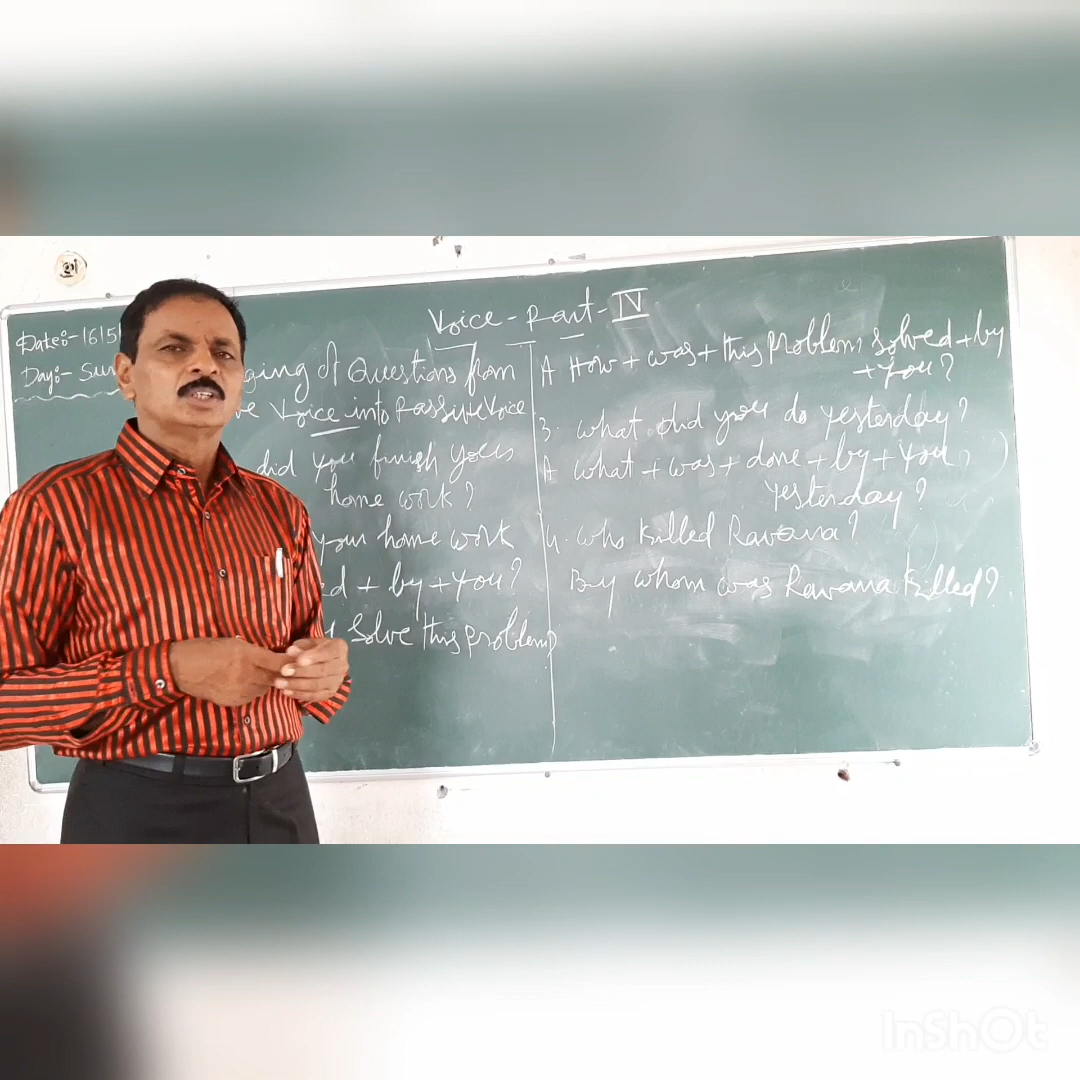 Voice - Part - IV
Date:- 1615
Day:- Sun
ging of Questions from
ve Voice into Passive Voice
did you finish your
home work?
your home work
ed + by + You?
solve this problem?
A How + was + this problem solved + by
+ You?
3. what did you do yesterday?
A what + was + done + by + you
yesterday?
4. who killed Ravana?
By whom was Ravana killed?
InShOt